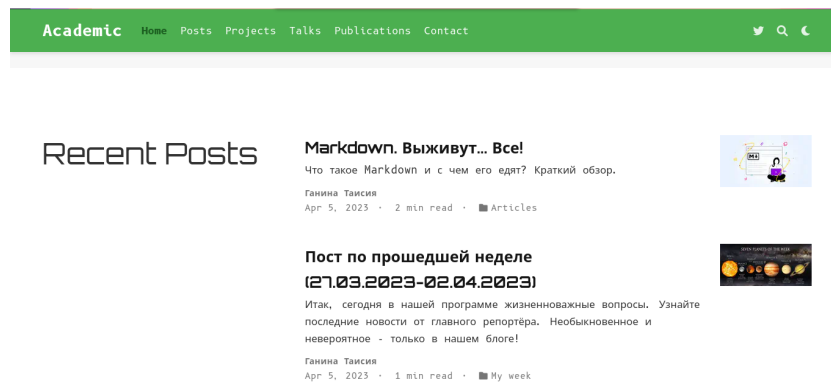 Academic Home Posts Projects Talks Publications Contact
Recent Posts
Markdown. Выживут... Все!
Что такое Markdown и с чем его едят? Краткий обзор.
Ганина Таисия
Apr 5, 2023 · 2 min read · Articles
Пост по прошедшей неделе
(27.03.2023-02.04.2023)
Итак, сегодня в нашей программе жизненноважные вопросы. Узнайте
последние новости от главного репортёра. Необыкновенное и
невероятное - только в нашем блоге!
Ганина Таисия
Apr 5, 2023 · 1 min read · My week